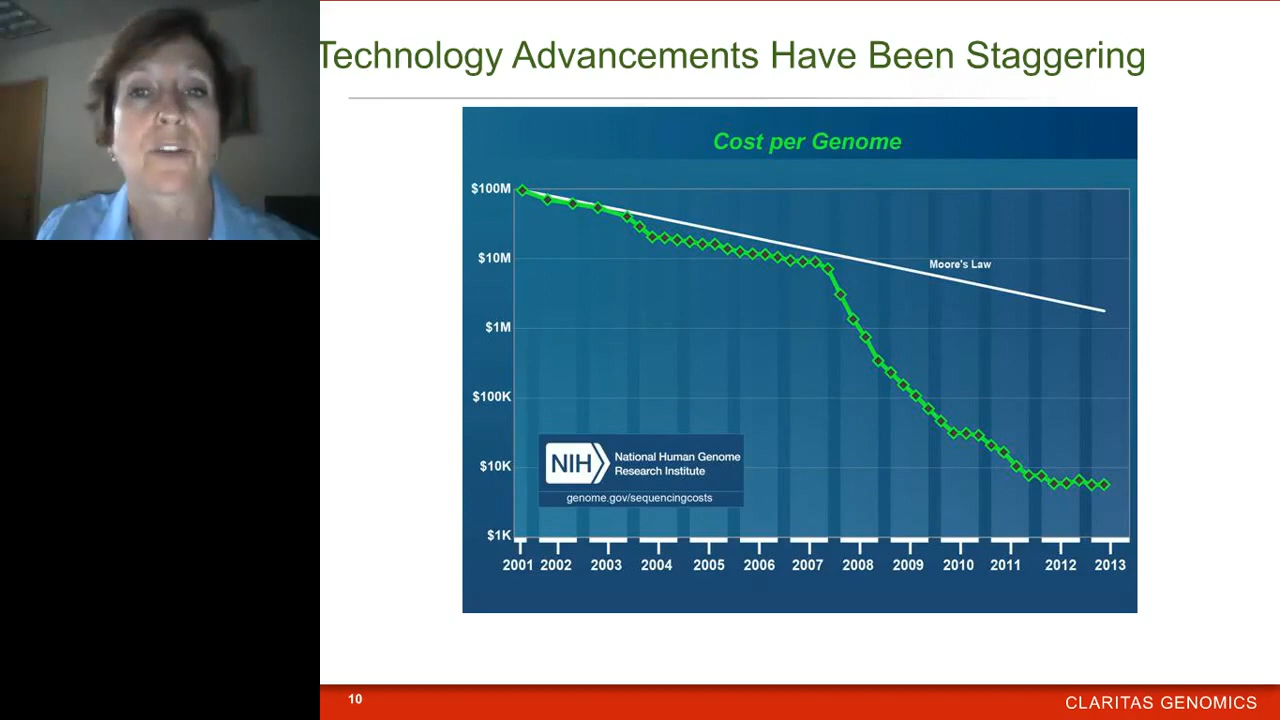 Technology Advancements Have Been Staggering
Cost per Genome
$100M
$10M
$1M
$100K
$10K
$1K
Moore's Law
NIH
National Human Genome
Research Institute
genome.gov/sequencingcosts
2001 2002 2003 2004 2005 2006 2007 2008 2009 2010 2011 2012 2013
10
CLARITAS GENOMICS